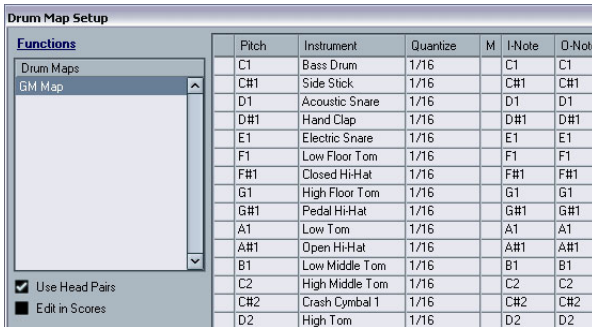 Drum Map Setup
Functions
Drum Maps
GM Map
Use Head Pairs
Edit in Scores
Pitch Instrument Quantize M I-Note O-Not
C1 Bass Drum 1/16 C1 C1
C#1 Side Stick 1/16 C#1 C#1
D1 Acoustic Snare 1/16 D1 D1
D#1 Hand Clap 1/16 D#1 D#1
E1 Electric Snare 1/16 E1 E1
F1 Low Floor Tom 1/16 F1 F1
F#1 Closed Hi-Hat 1/16 F#1 F#1
G1 High Floor Tom 1/16 G1 G1
G#1 Pedal Hi-Hat 1/16 G#1 G#1
A1 Low Tom 1/16 A1 A1
A#1 Open Hi-Hat 1/16 A#1 A#1
B1 Low Middle Tom 1/16 B1 B1
C2 High Middle Tom 1/16 C2 C2
C#2 Crash Cymbal 1 1/16 C#2 C#2
D2 High Tom 1/16 D2 D2